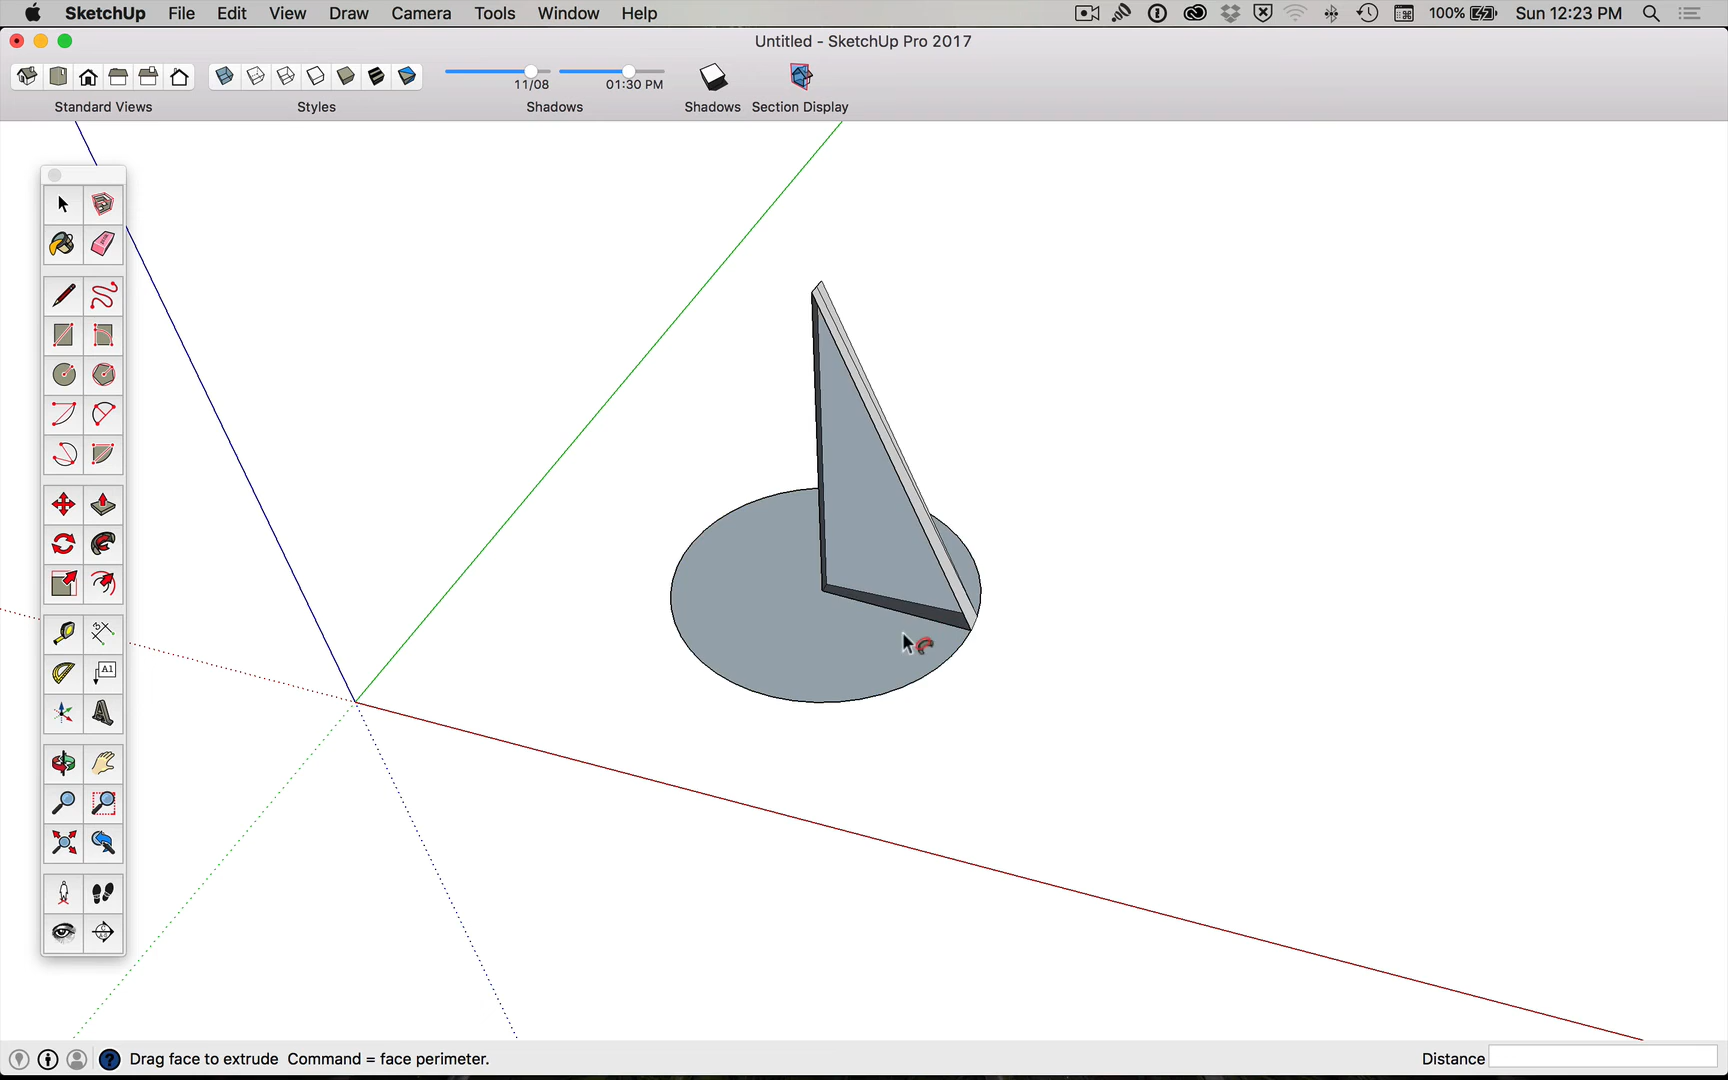 SketchUp File Edit View Draw Camera Tools Window Help 100% Sun 12:23 PM
Untitled - SketchUp Pro 2017
11/08 01:30 PM
Standard Views Styles Shadows Shadows Section Display
A1
Drag face to extrude Command = face perimeter. Distance